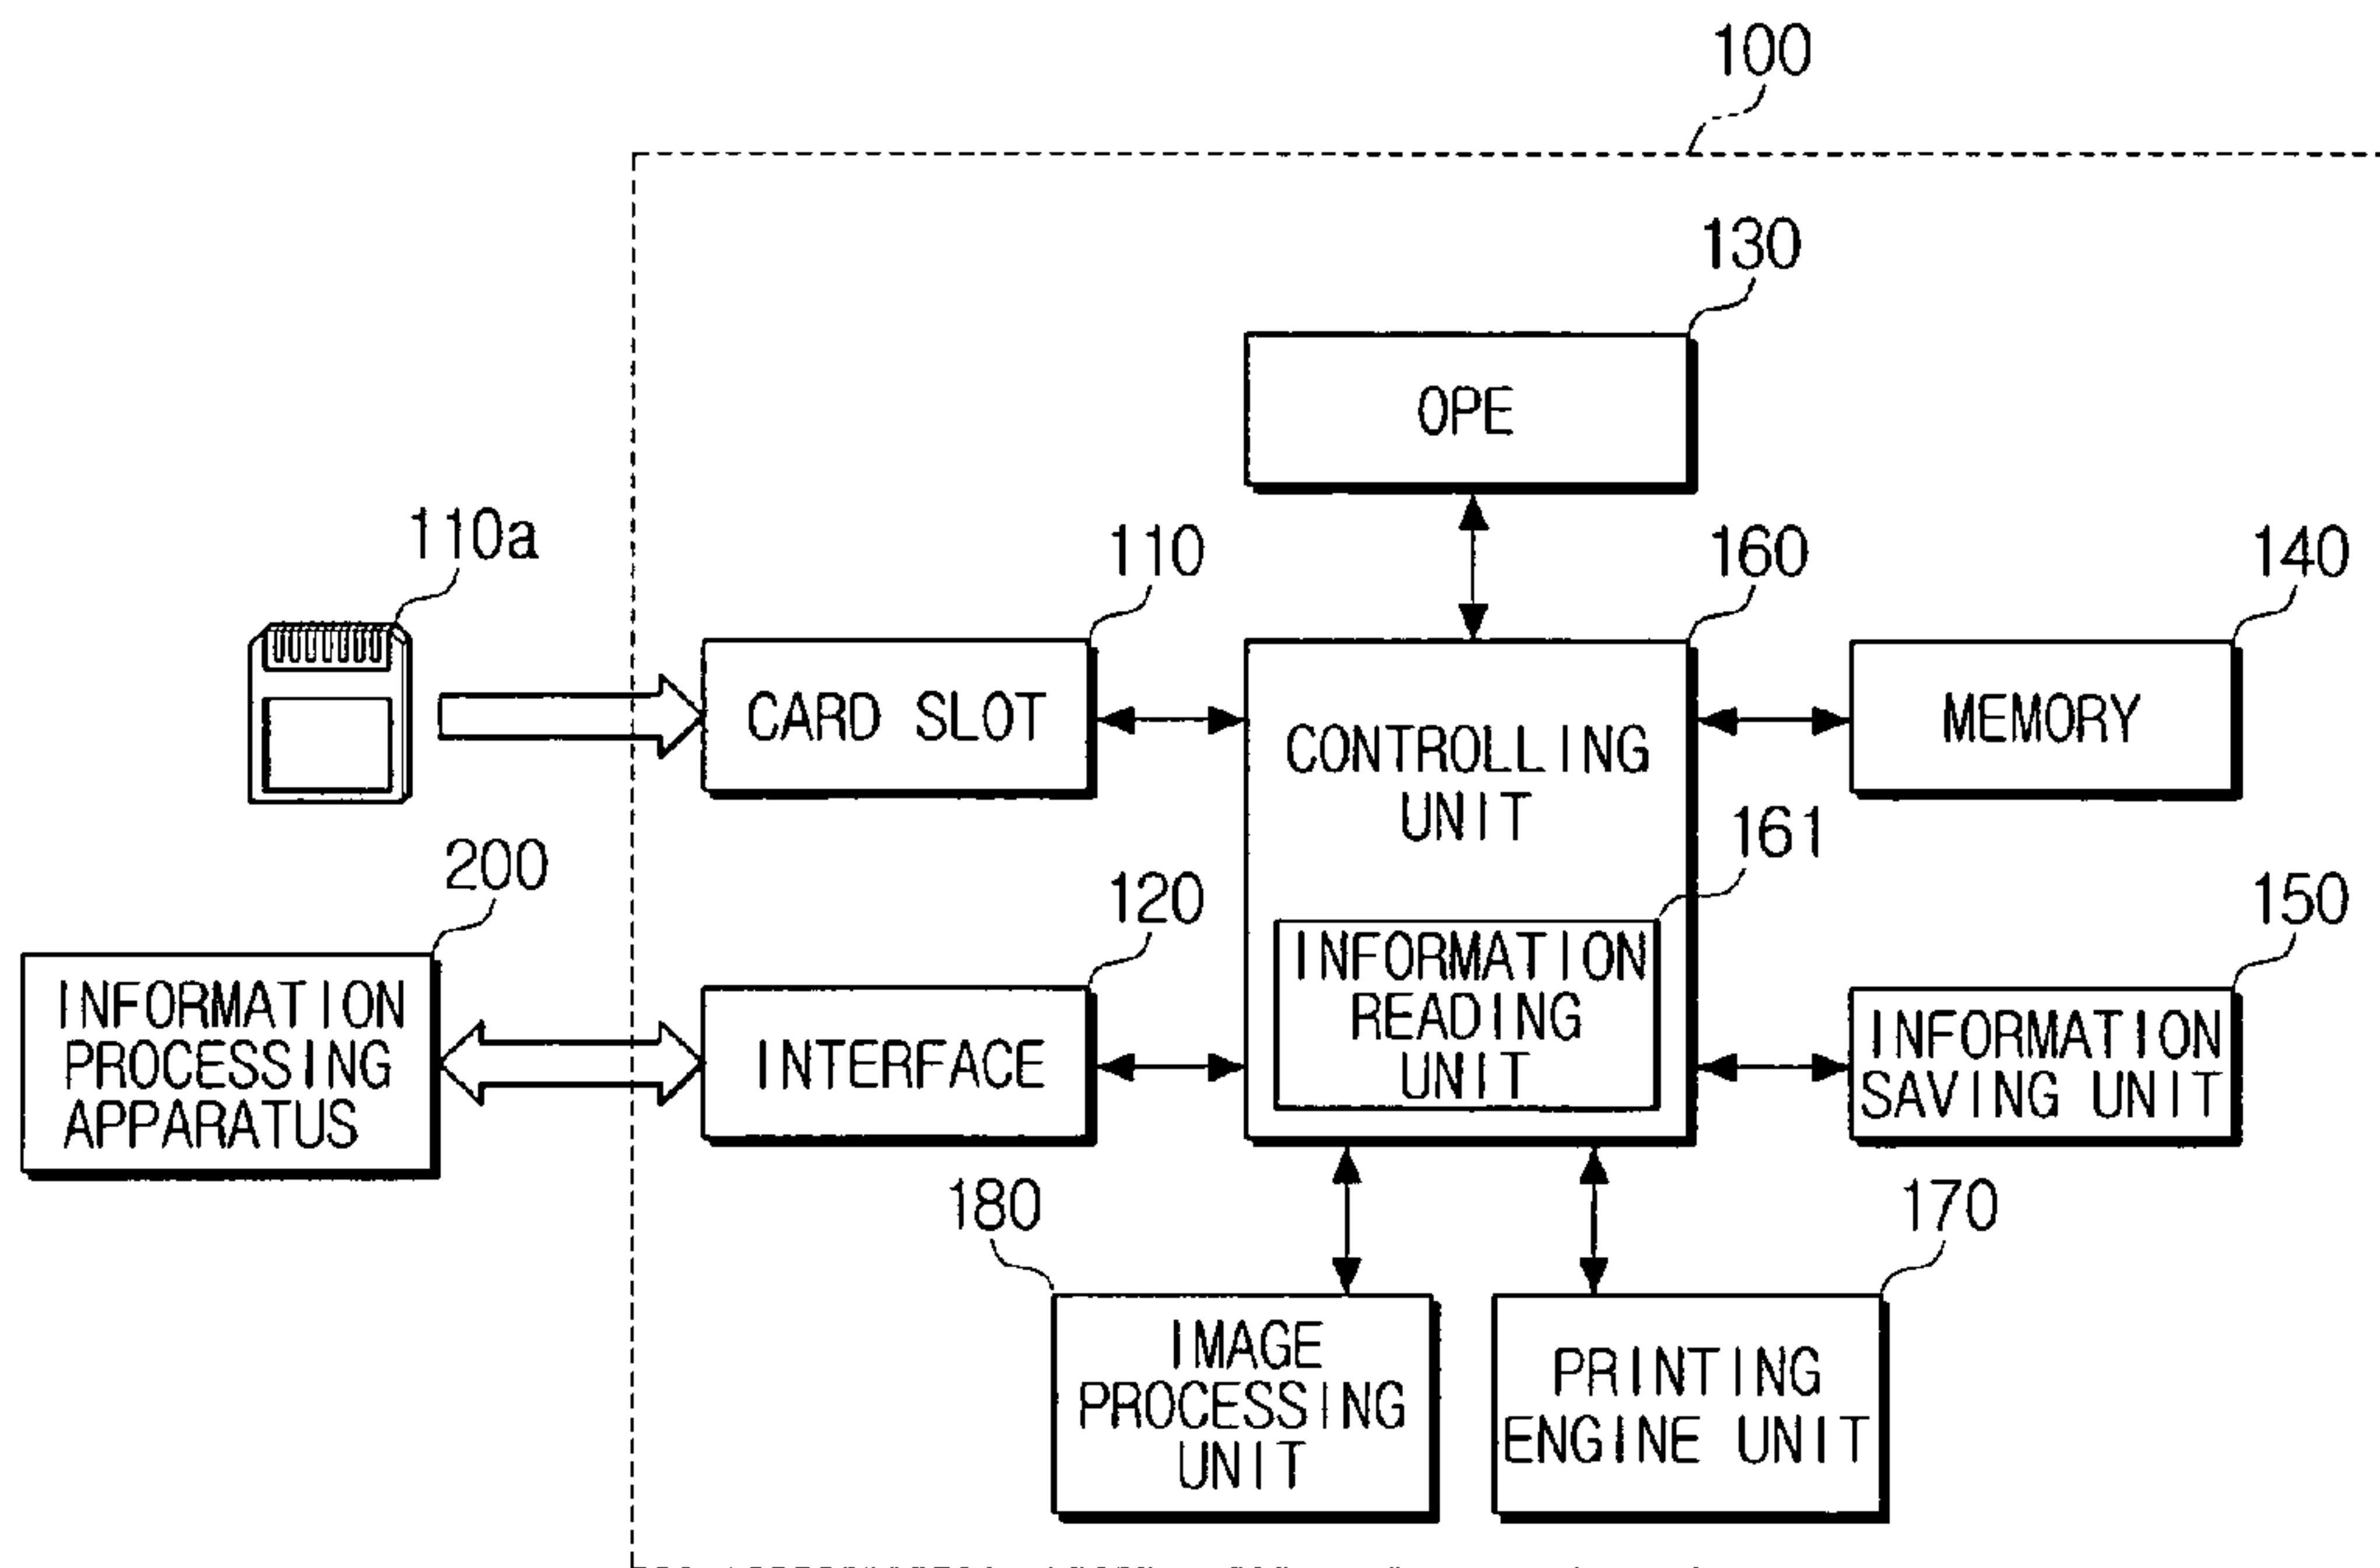 100
130
OPE
110a
110
160
140
CARD SLOT
CONTROLLING
UNIT
MEMORY
161
200
120
150
INFORMATION
PROCESSING
APPARATUS
INTERFACE
INFORMATION
READING
UNIT
INFORMATION
SAVING UNIT
180
170
IMAGE
PROCESSING
UNIT
PRINTING
ENGINE UNIT